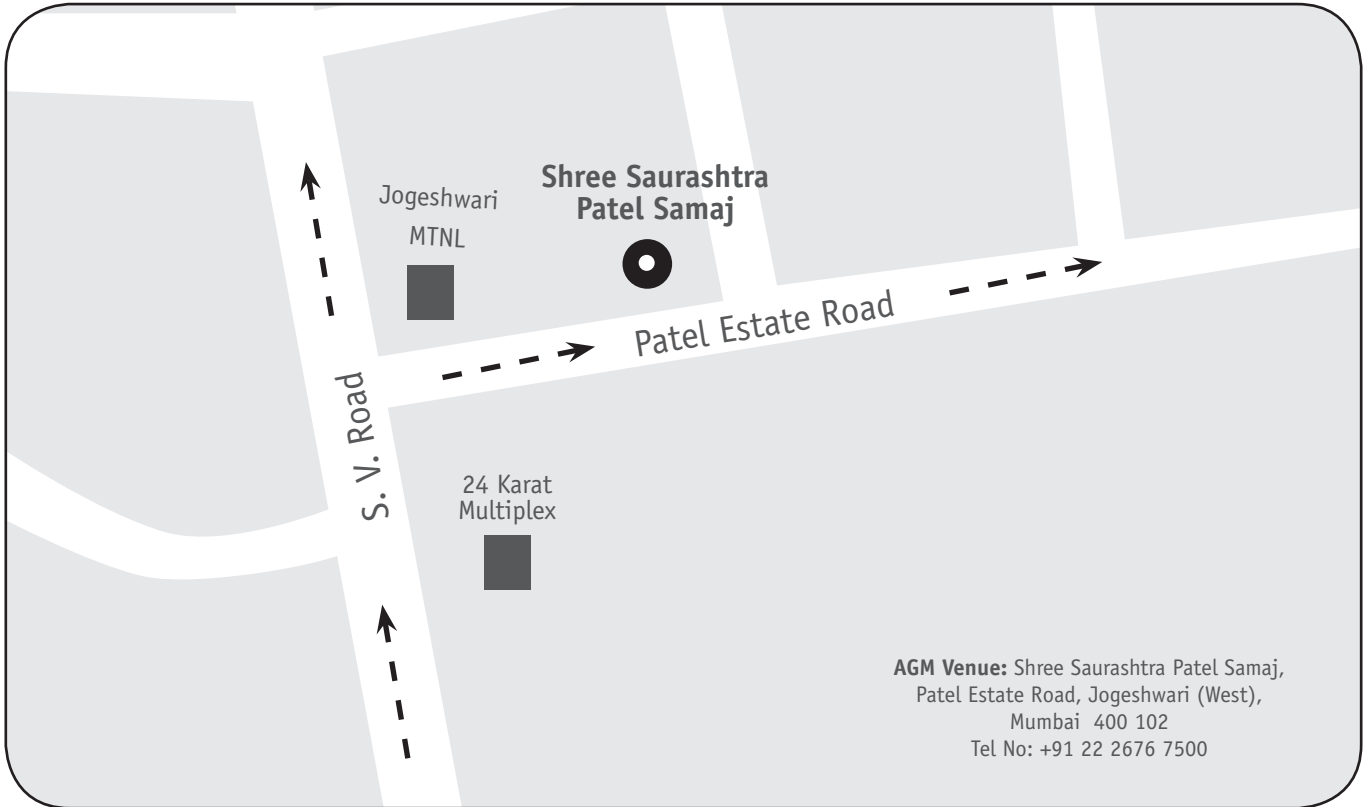 Jogeshwari
MTNL
Shree Saurashtra
Patel Samaj
Patel Estate Road
S. V. Road
24 Karat
Multiplex
AGM Venue: Shree Saurashtra Patel Samaj,
Patel Estate Road, Jogeshwari (West),
Mumbai 400 102
Tel No: +91 22 2676 7500